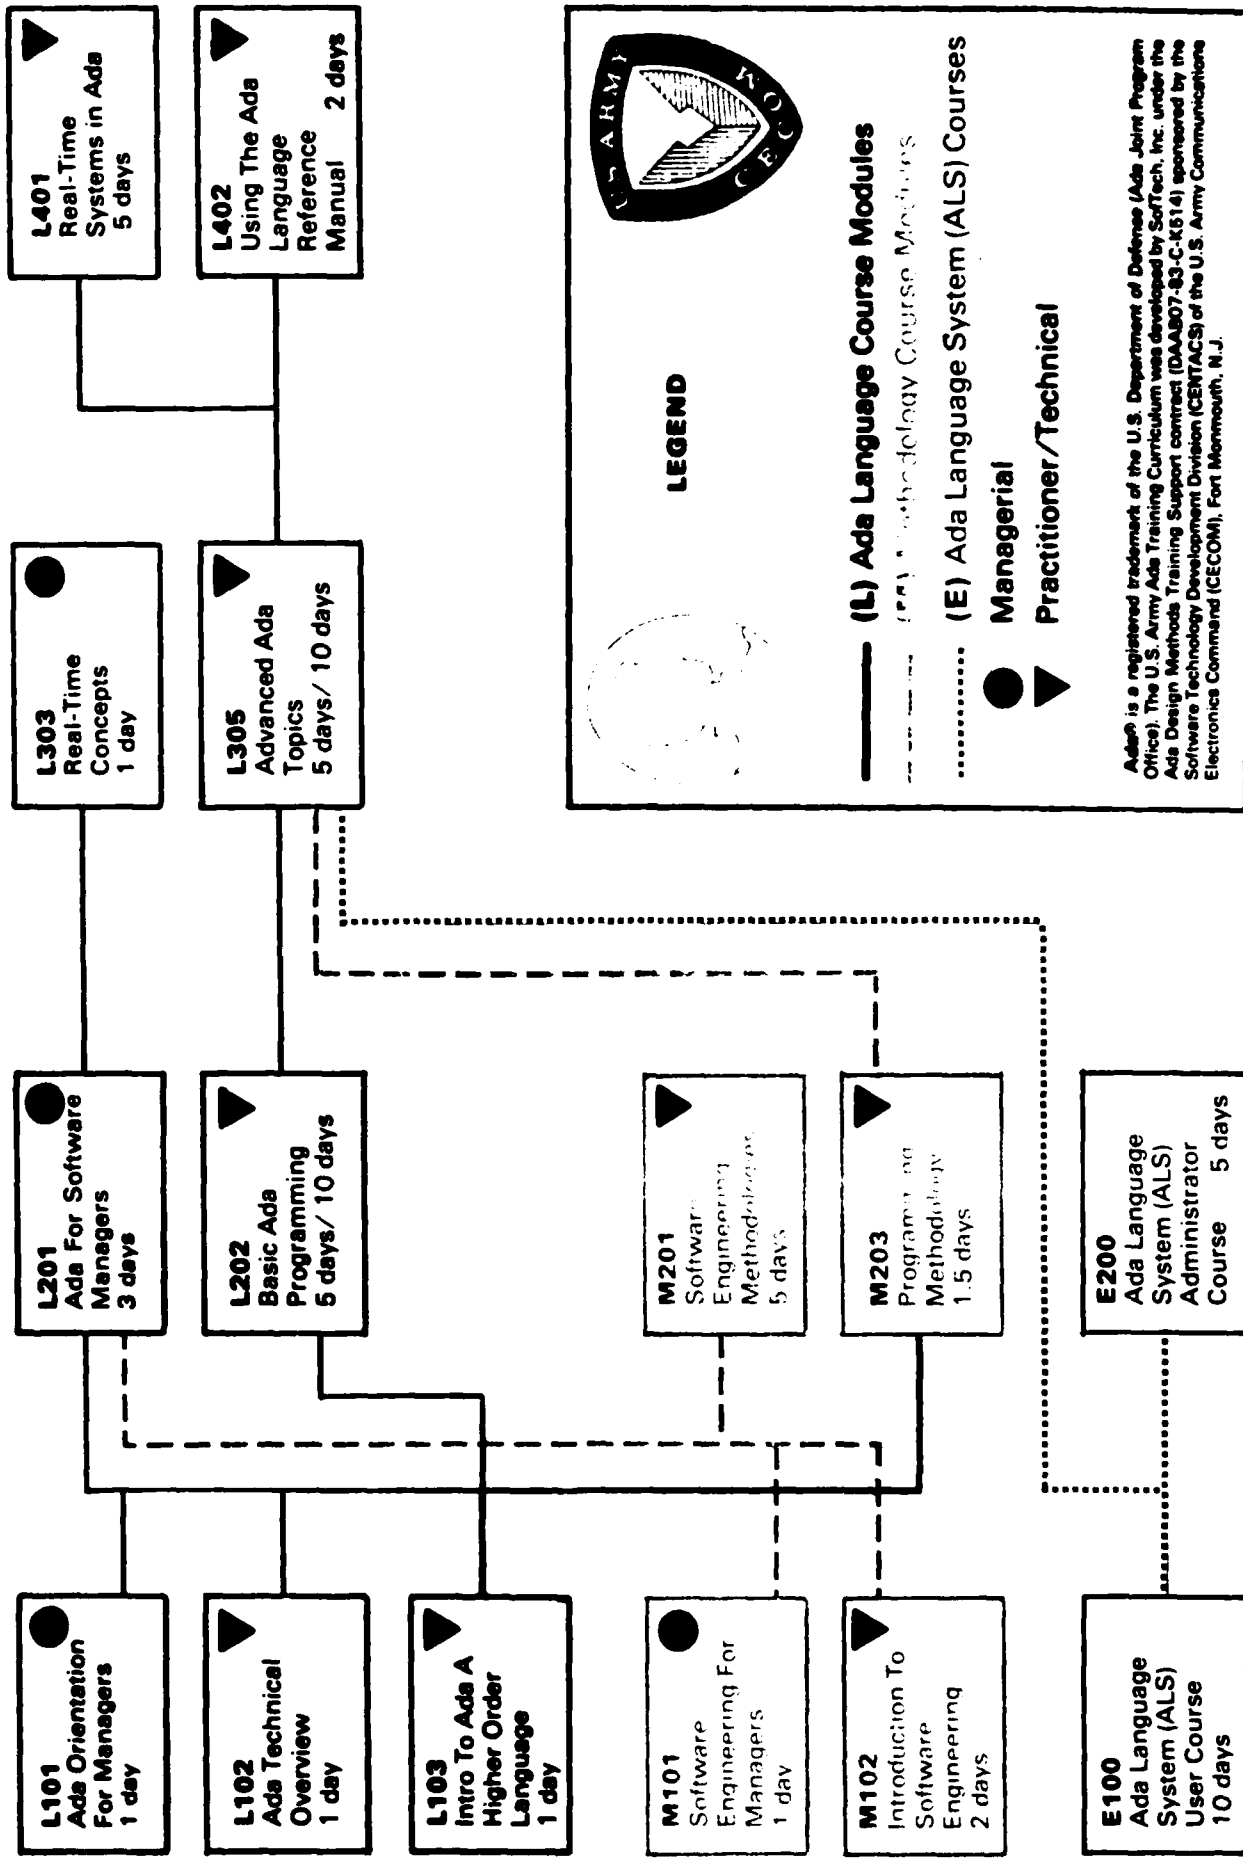 L101
Ada Orientation
For Managers
1 day
L102
Ada Technical
Overview
1 day
L103
Intro To Ada A
Higher Order
Language
1 day
M101
Software
Engineering For
Managers
1 day
M102
Introduction To
Software
Engineering
2 days
E100
Ada Language
System (ALS)
User Course
10 days
L201
Ada For Software
Managers
3 days
L202
Basic Ada
Programming
5 days/ 10 days
M201
Software
Engineering
Methodologies
5 days
M203
Programming
Methodology
1.5 days
E200
Ada Language
System (ALS)
Administrator
Course 5 days
L303
Real-Time
Concepts
1 day
L305
Advanced Ada
Topics
5 days/ 10 days
L401
Real-Time
Systems in Ada
5 days
L402
Using The Ada
Language
Reference
Manual 2 days
LEGEND
US ARMY
CECOM
(L) Ada Language Course Modules
Methodology Course Modules
(E) Ada Language System (ALS) Courses
Managerial
Practitioner/Technical
Ada® is a registered trademark of the U.S. Department of Defense (Ada Joint Program
Office). The U.S. Army Ada Training Curriculum was developed by SofTech, Inc. under the
Ada Design Methods Training Support contract (DAAB07-83-C-K514) sponsored by the
Software Technology Development Division (CENTACS) of the U.S. Army Communications
Electronics Command (CECOM), Fort Monmouth, N.J.